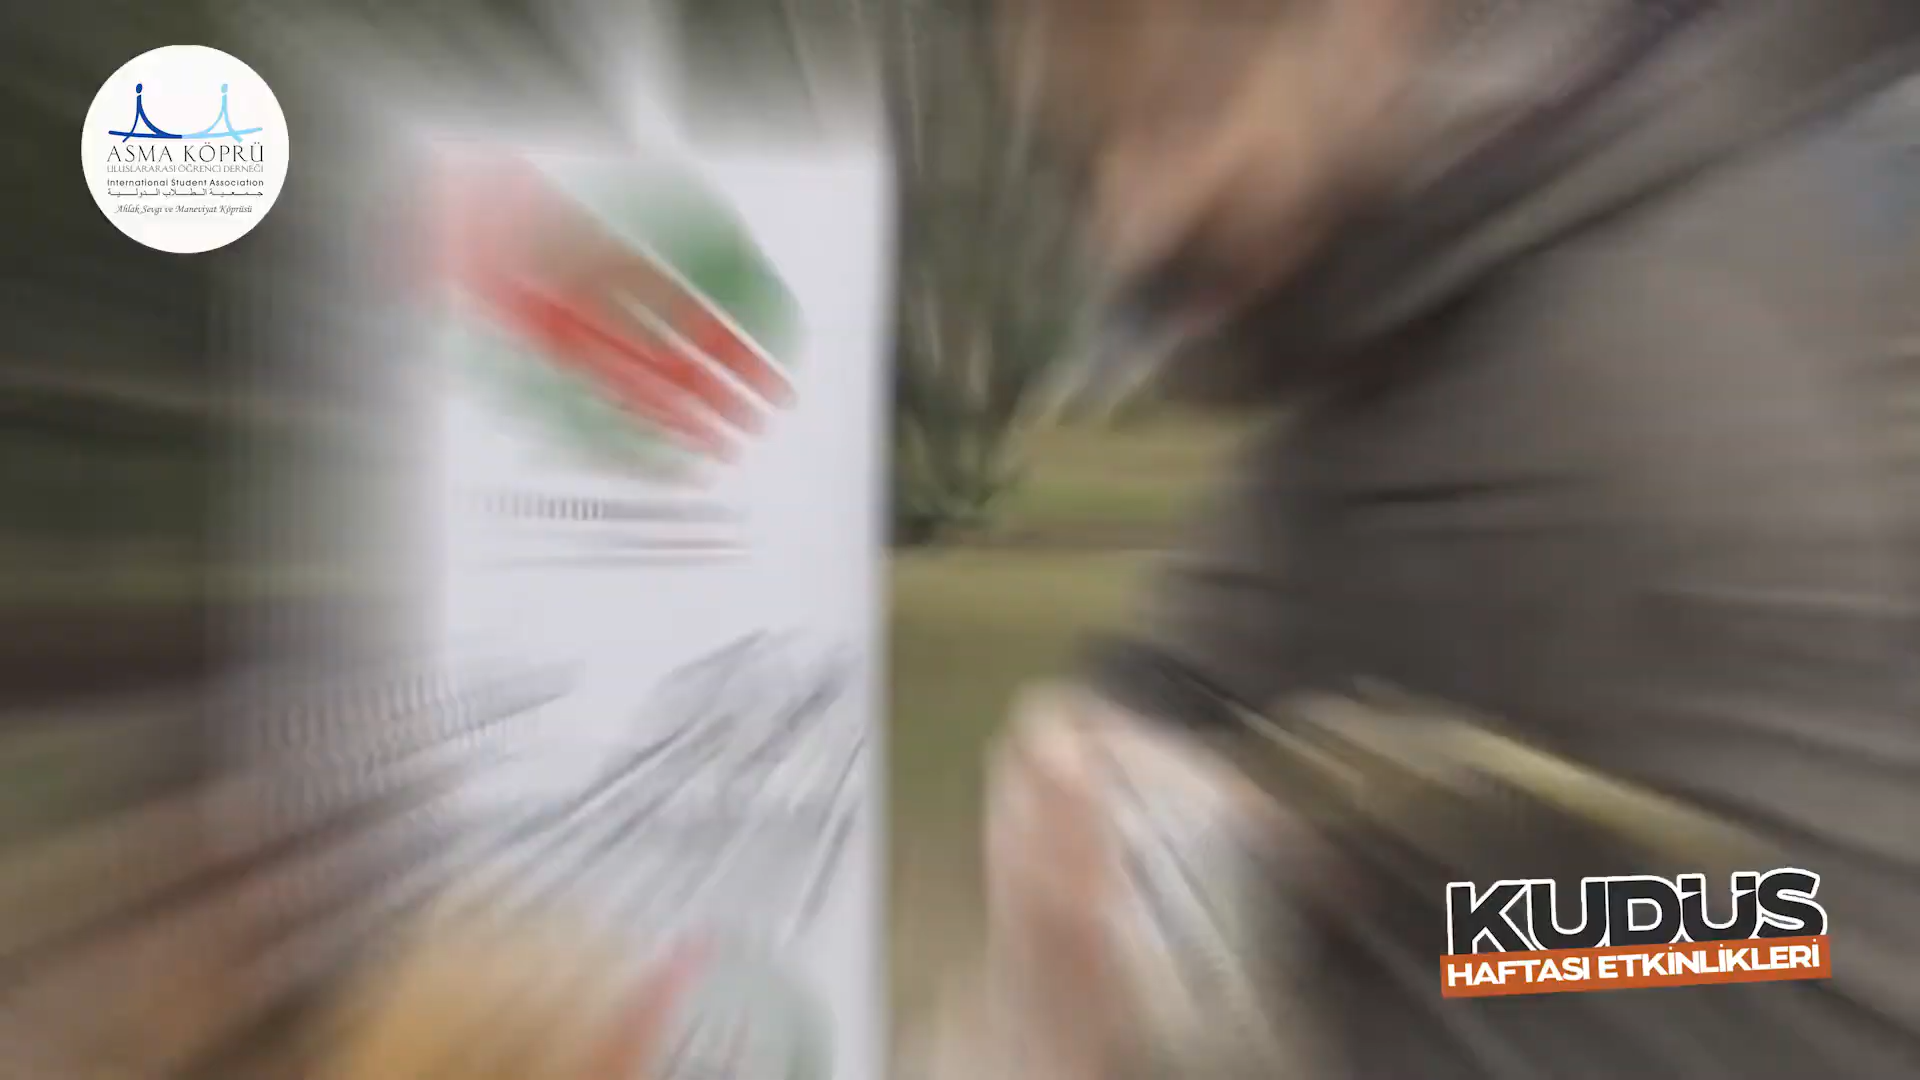 ASMA KÖPRÜ
ULUSLARARASI ÖĞRENCİ DERNEĞİ
International Student Association
جمعية الطلاب الدولية
Ahlak Sevgi ve Maneviyat Köprüsü
KUDÜS
HAFTASI ETKİNLİKLERİ